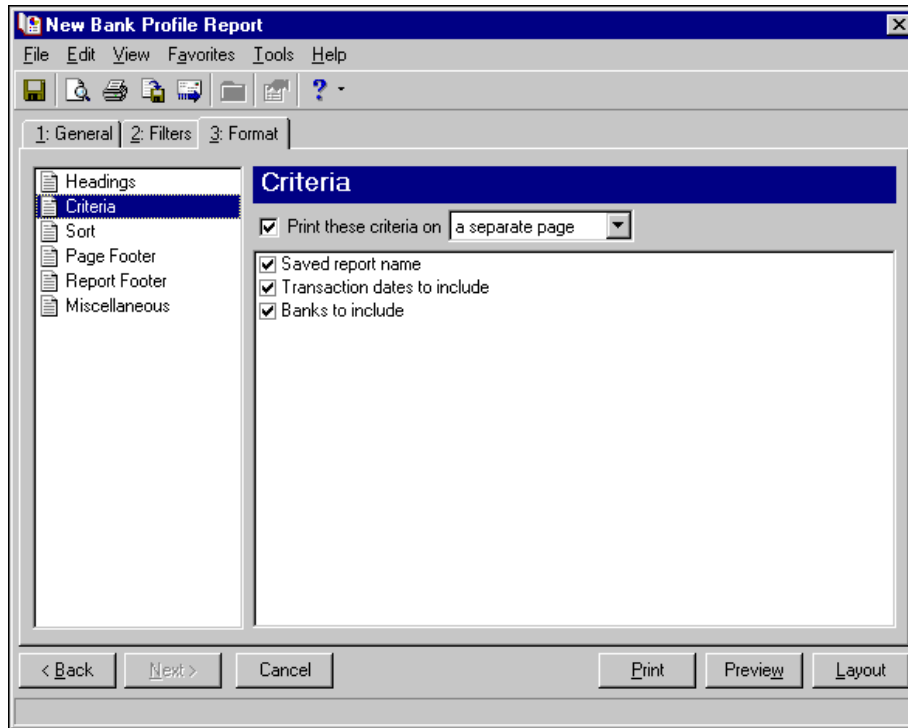 New Bank Profile Report
File Edit View Favorites Tools Help
?
1: General 2: Filters 3: Format
Headings
Criteria
Sort
Page Footer
Report Footer
Miscellaneous
Criteria
Print these criteria on a separate page
Saved report name
Transaction dates to include
Banks to include
< Back Next > Cancel Print Preview Layout